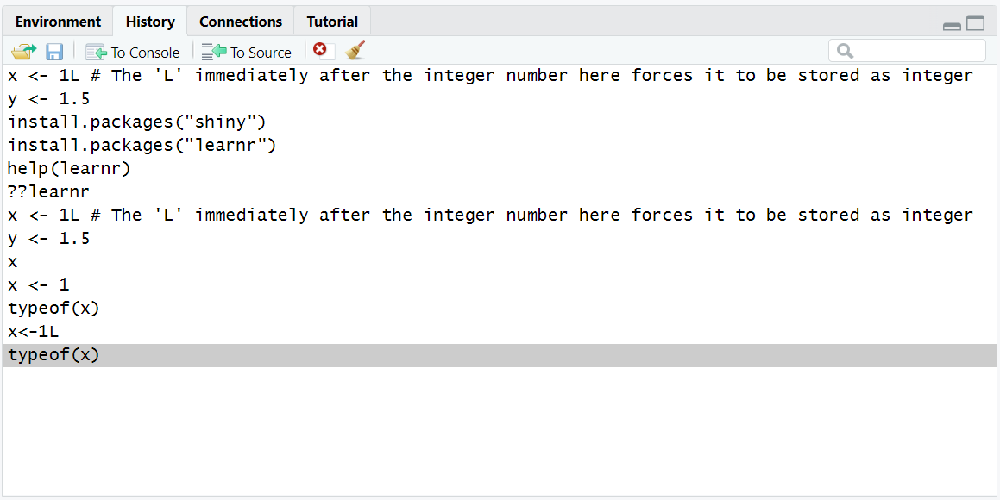 Environment History Connections Tutorial
To Console To Source
x <- 1L # The 'L' immediately after the integer number here forces it to be stored as integer
y <- 1.5
install.packages("shiny")
install.packages("learnr")
help(learnr)
??learnr
x <- 1L # The 'L' immediately after the integer number here forces it to be stored as integer
y <- 1.5
x
x <- 1
typeof(x)
x<-1L
typeof(x)